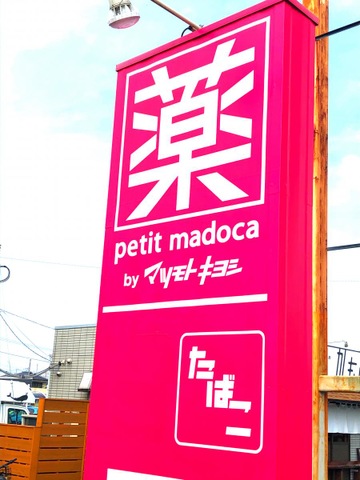 薬
petit madoca
by マツモトキヨシ
たばこ